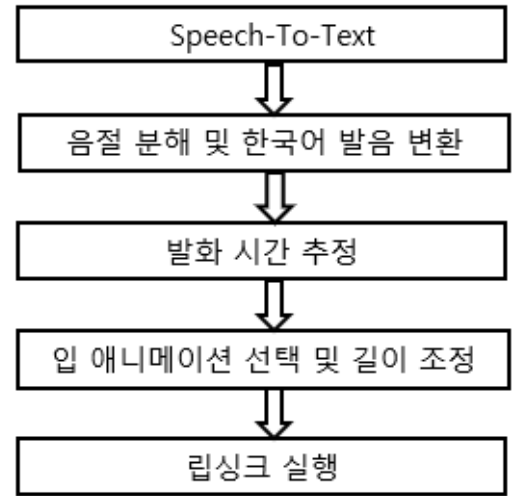 Speech-To-Text
음절 분해 및 한국어 발음 변환
발화 시간 추정
입 애니메이션 선택 및 길이 조정
립싱크 실행